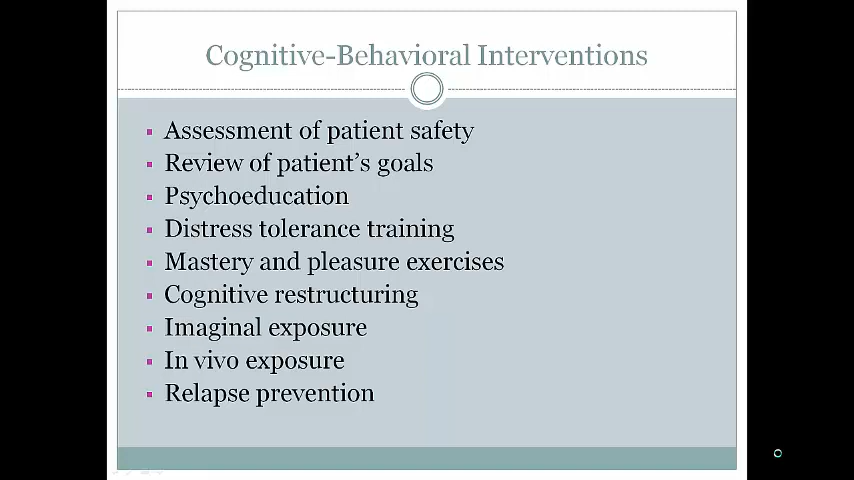 Cognitive-Behavioral Interventions
Assessment of patient safety
Review of patient's goals
Psychoeducation
Distress tolerance training
Mastery and pleasure exercises
Cognitive restructuring
Imaginal exposure
In vivo exposure
Relapse prevention